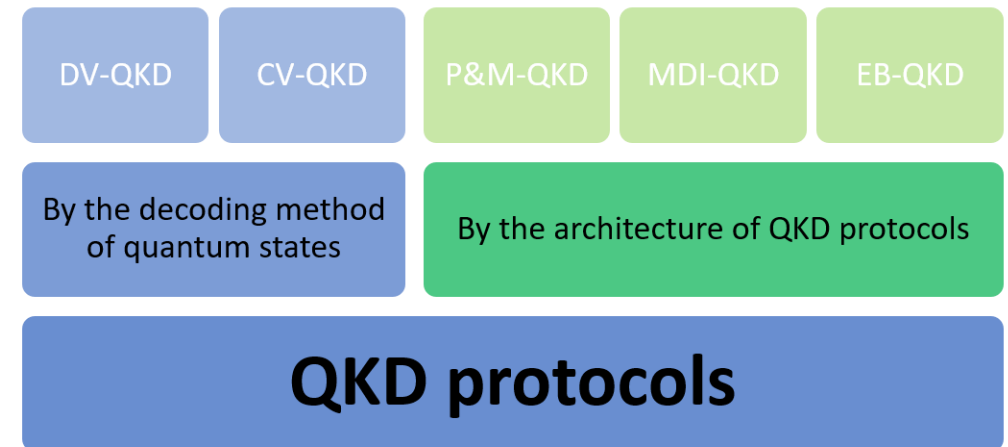 DV-QKD
CV-QKD
P&M-QKD
MDI-QKD
EB-QKD
By the decoding method
of quantum states
By the architecture of QKD protocols
QKD protocols